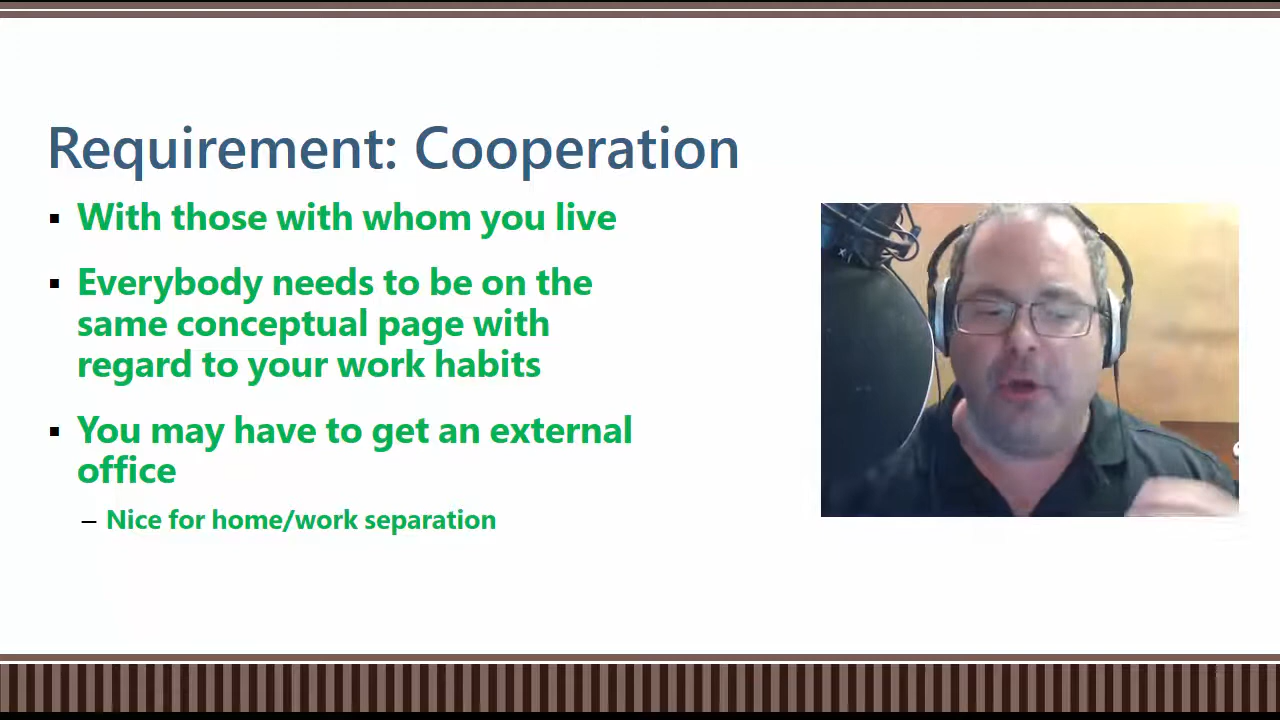 Requirement: Cooperation
With those with whom you live
Everybody needs to be on the
same conceptual page with
regard to your work habits
You may have to get an external
office
– Nice for home/work separation